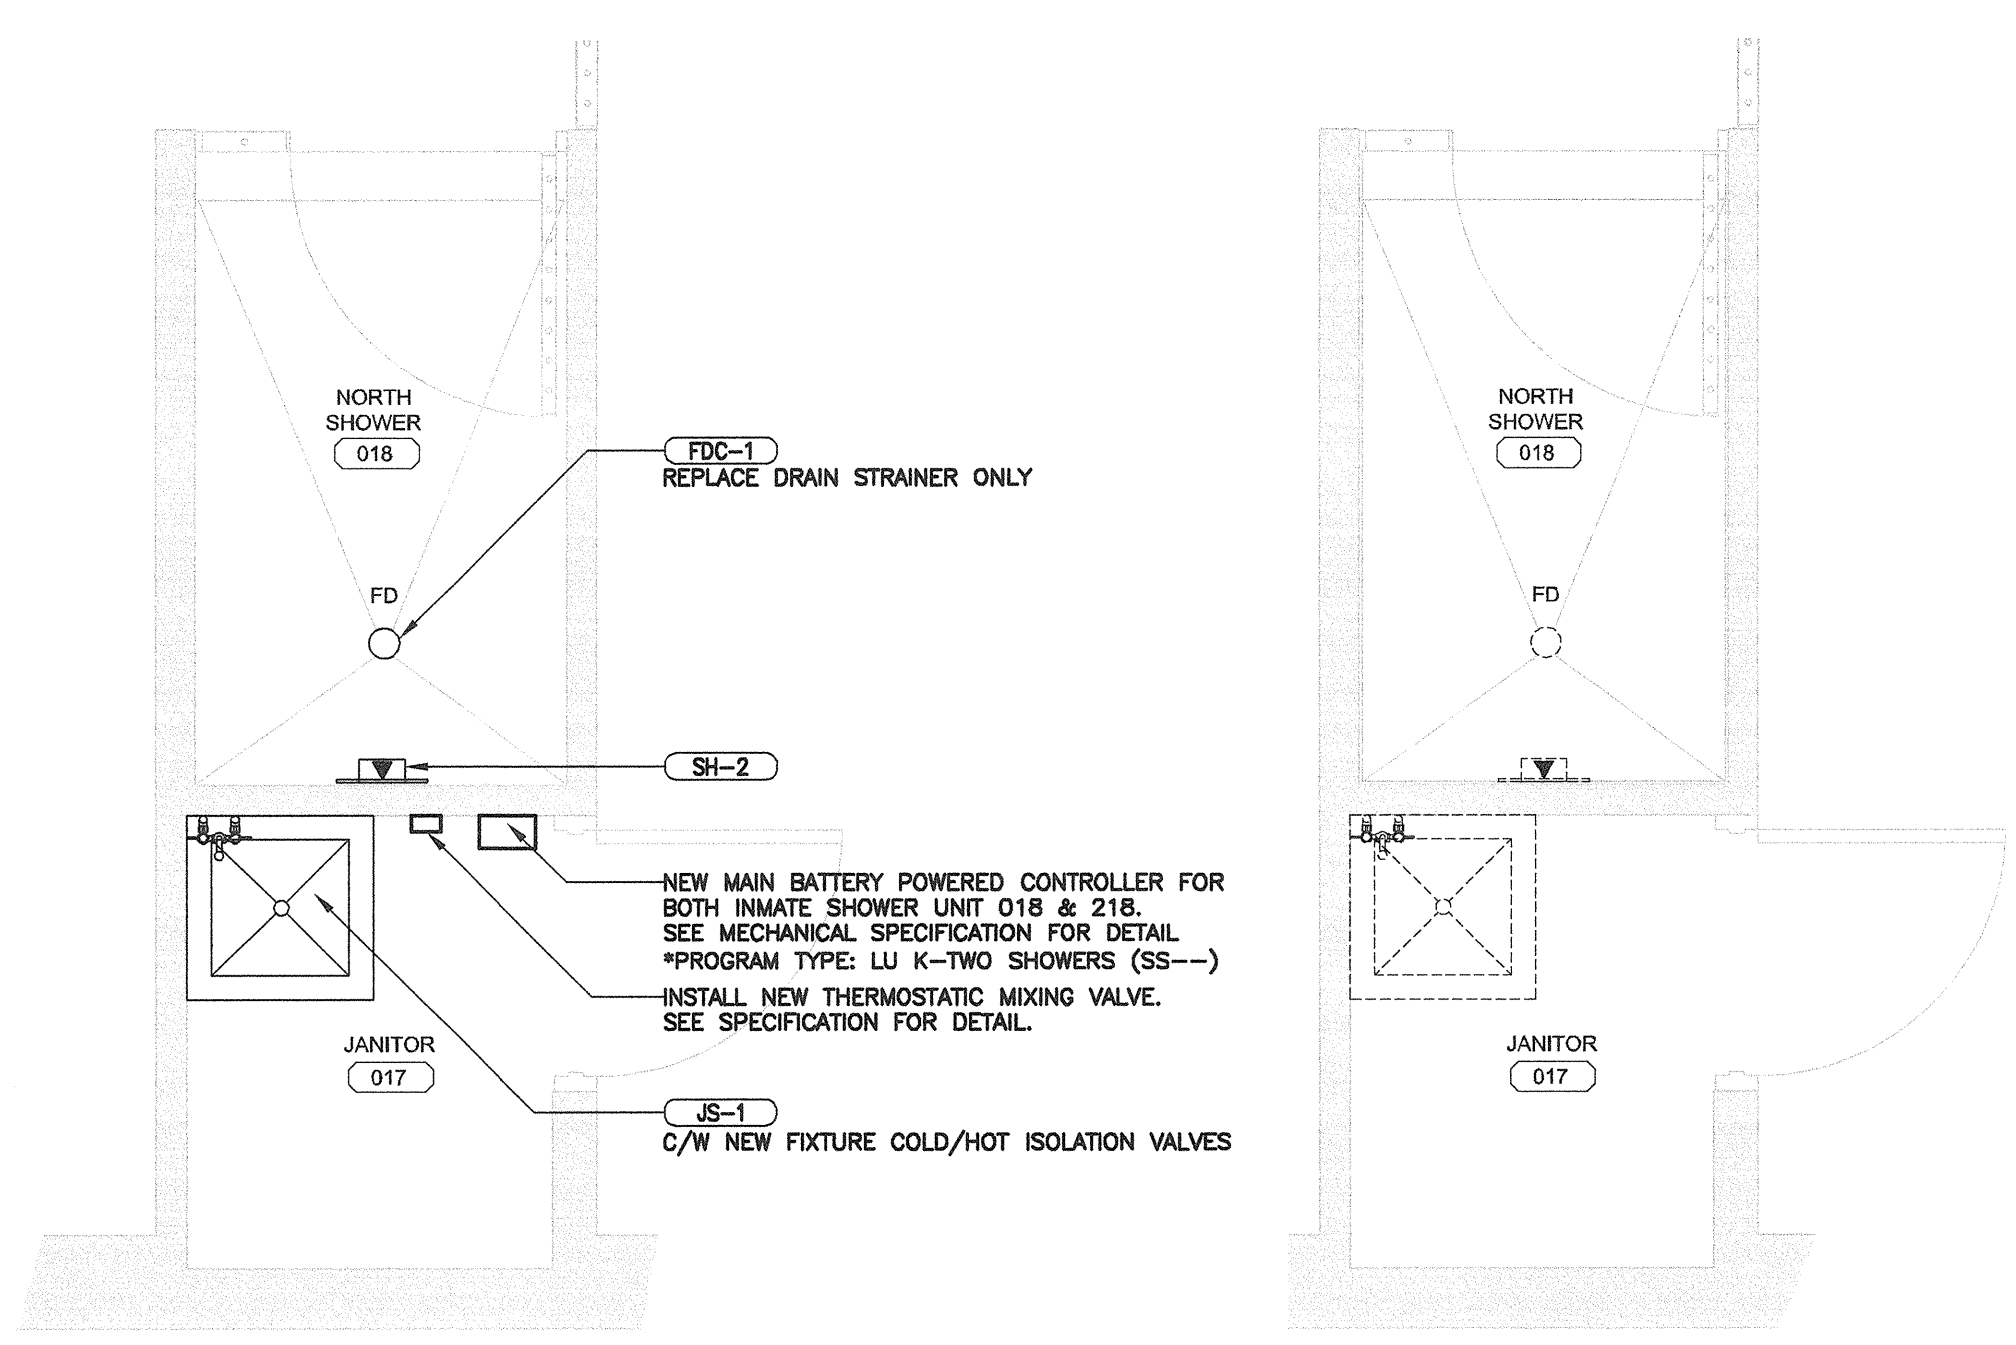 NORTH
SHOWER
018
FDC-1
REPLACE DRAIN STRAINER ONLY
FD
SH-2
NEW MAIN BATTERY POWERED CONTROLLER FOR
BOTH INMATE SHOWER UNIT 018 & 218.
SEE MECHANICAL SPECIFICATION FOR DETAIL
*PROGRAM TYPE: LU K-TWO SHOWERS (SS--)
INSTALL NEW THERMOSTATIC MIXING VALVE.
SEE SPECIFICATION FOR DETAIL.
JANITOR
017
JS-1
C/W NEW FIXTURE COLD/HOT ISOLATION VALVES
NORTH
SHOWER
018
FD
JANITOR
017